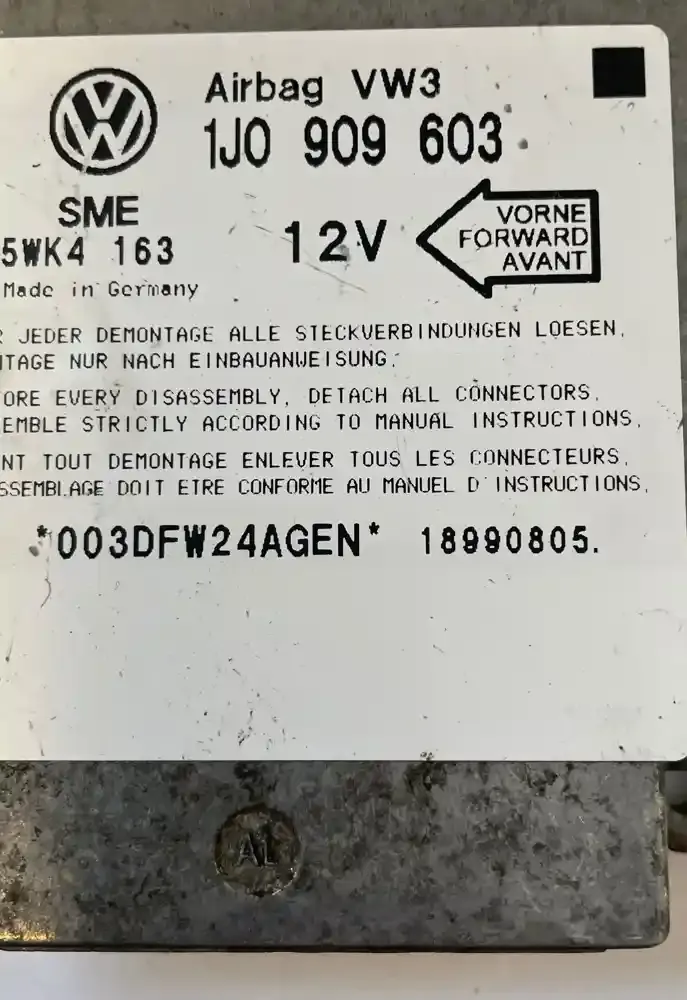 Airbag VW3
1J0 909 603
SME
5WK4 163
12V
VORNE
FORWARD
AVANT
Made in Germany
JEDER DEMONTAGE ALLE STECKVERBINDUNGEN LOESEN.
NTAGE NUR NACH EINBAUANWEISUNG.
ORE EVERY DISASSEMBLY, DETACH ALL CONNECTORS.
EMBLE STRICTLY ACCORDING TO MANUAL INSTRUCTIONS.
NT TOUT DEMONTAGE ENLEVER TOUS LES CONNECTEURS.
SSEMBLAGE DOIT ETRE CONFORME AU MANUEL D'INSTRUCTIONS.
*003DFW24AGEN* 18990805.
AL